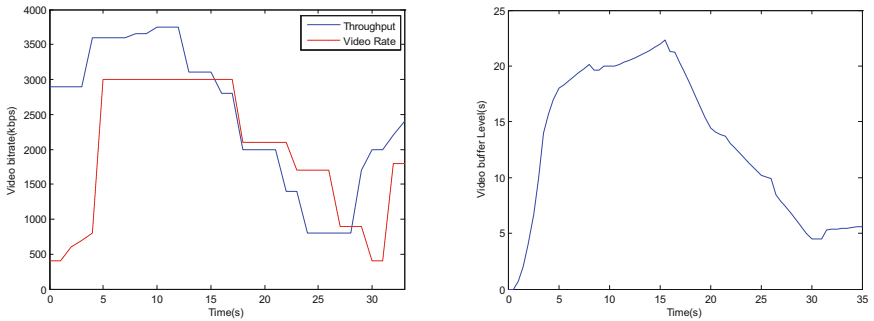 4000
3500
3000
2500
2000
1500
1000
500
0
Video bitrate(kbps)
Throughput
Video Rate
0 5 10 15 20 25 30
Time(s)
25
20
15
10
5
0
Video buffer Level(s)
0 5 10 15 20 25 30 35
Time(s)